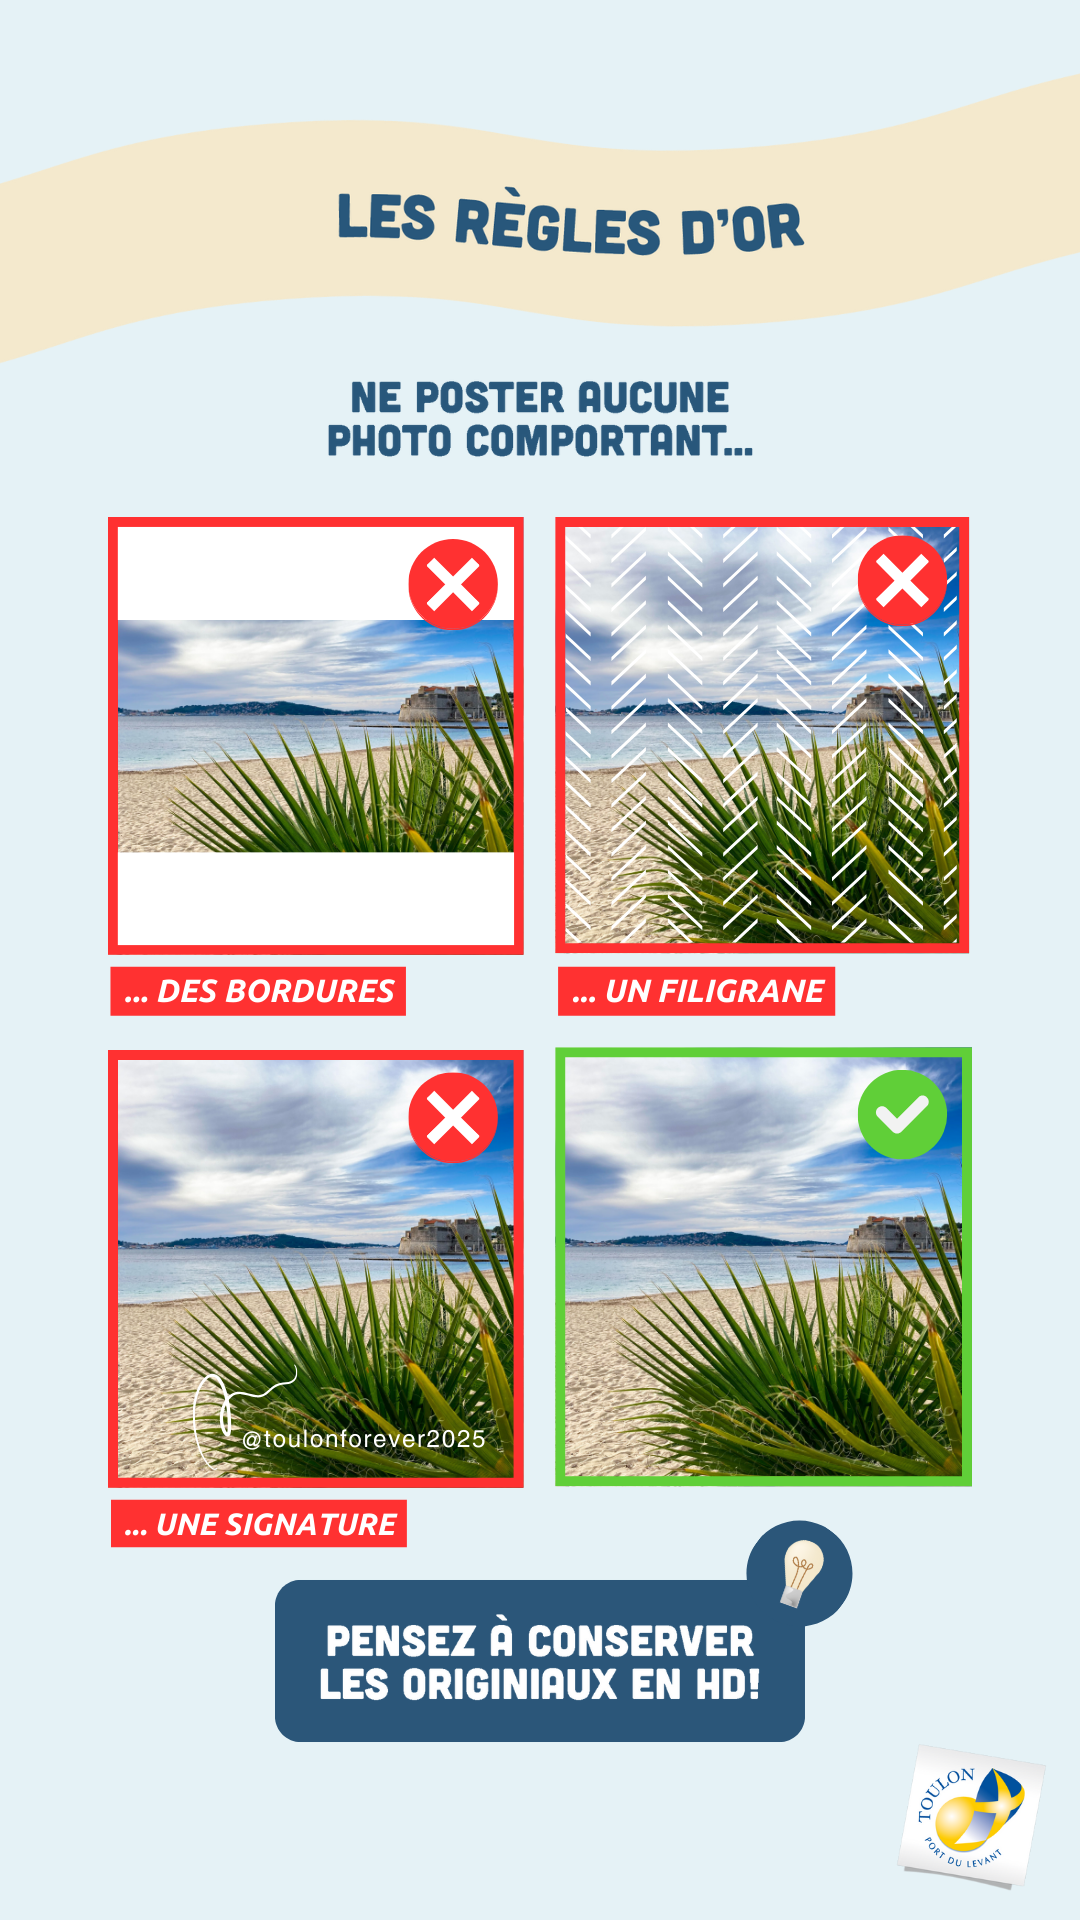 LES RÈGLES D'OR
NE POSTER AUCUNE
PHOTO COMPORTANT...
... DES BORDURES
... UN FILIGRANE
@toulonforever2025
... UNE SIGNATURE
PENSEZ À CONSERVER
LES ORIGINIAUX EN HD!
TOULON
PORT DU LEVANT